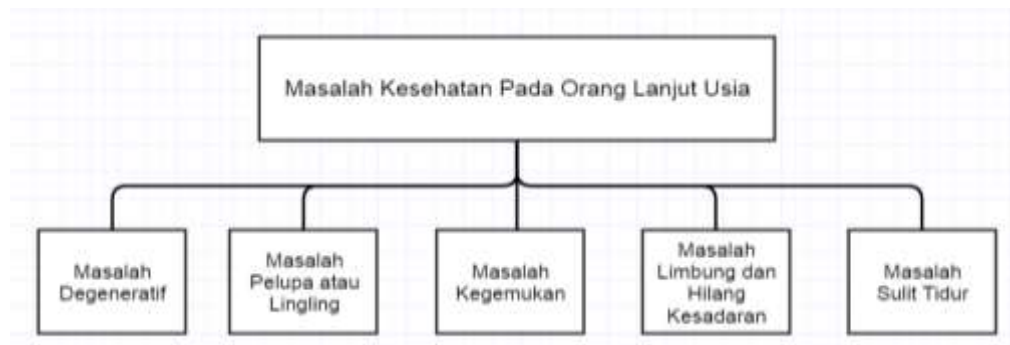 Masalah Kesehatan Pada Orang Lanjut Usia
Masalah
Degeneratif
Masalah
Pelupa atau
Lingling
Masalah
Kegemukan
Masalah
Limbung dan
Hilang
Kesadaran
Masalah
Sulit Tidur